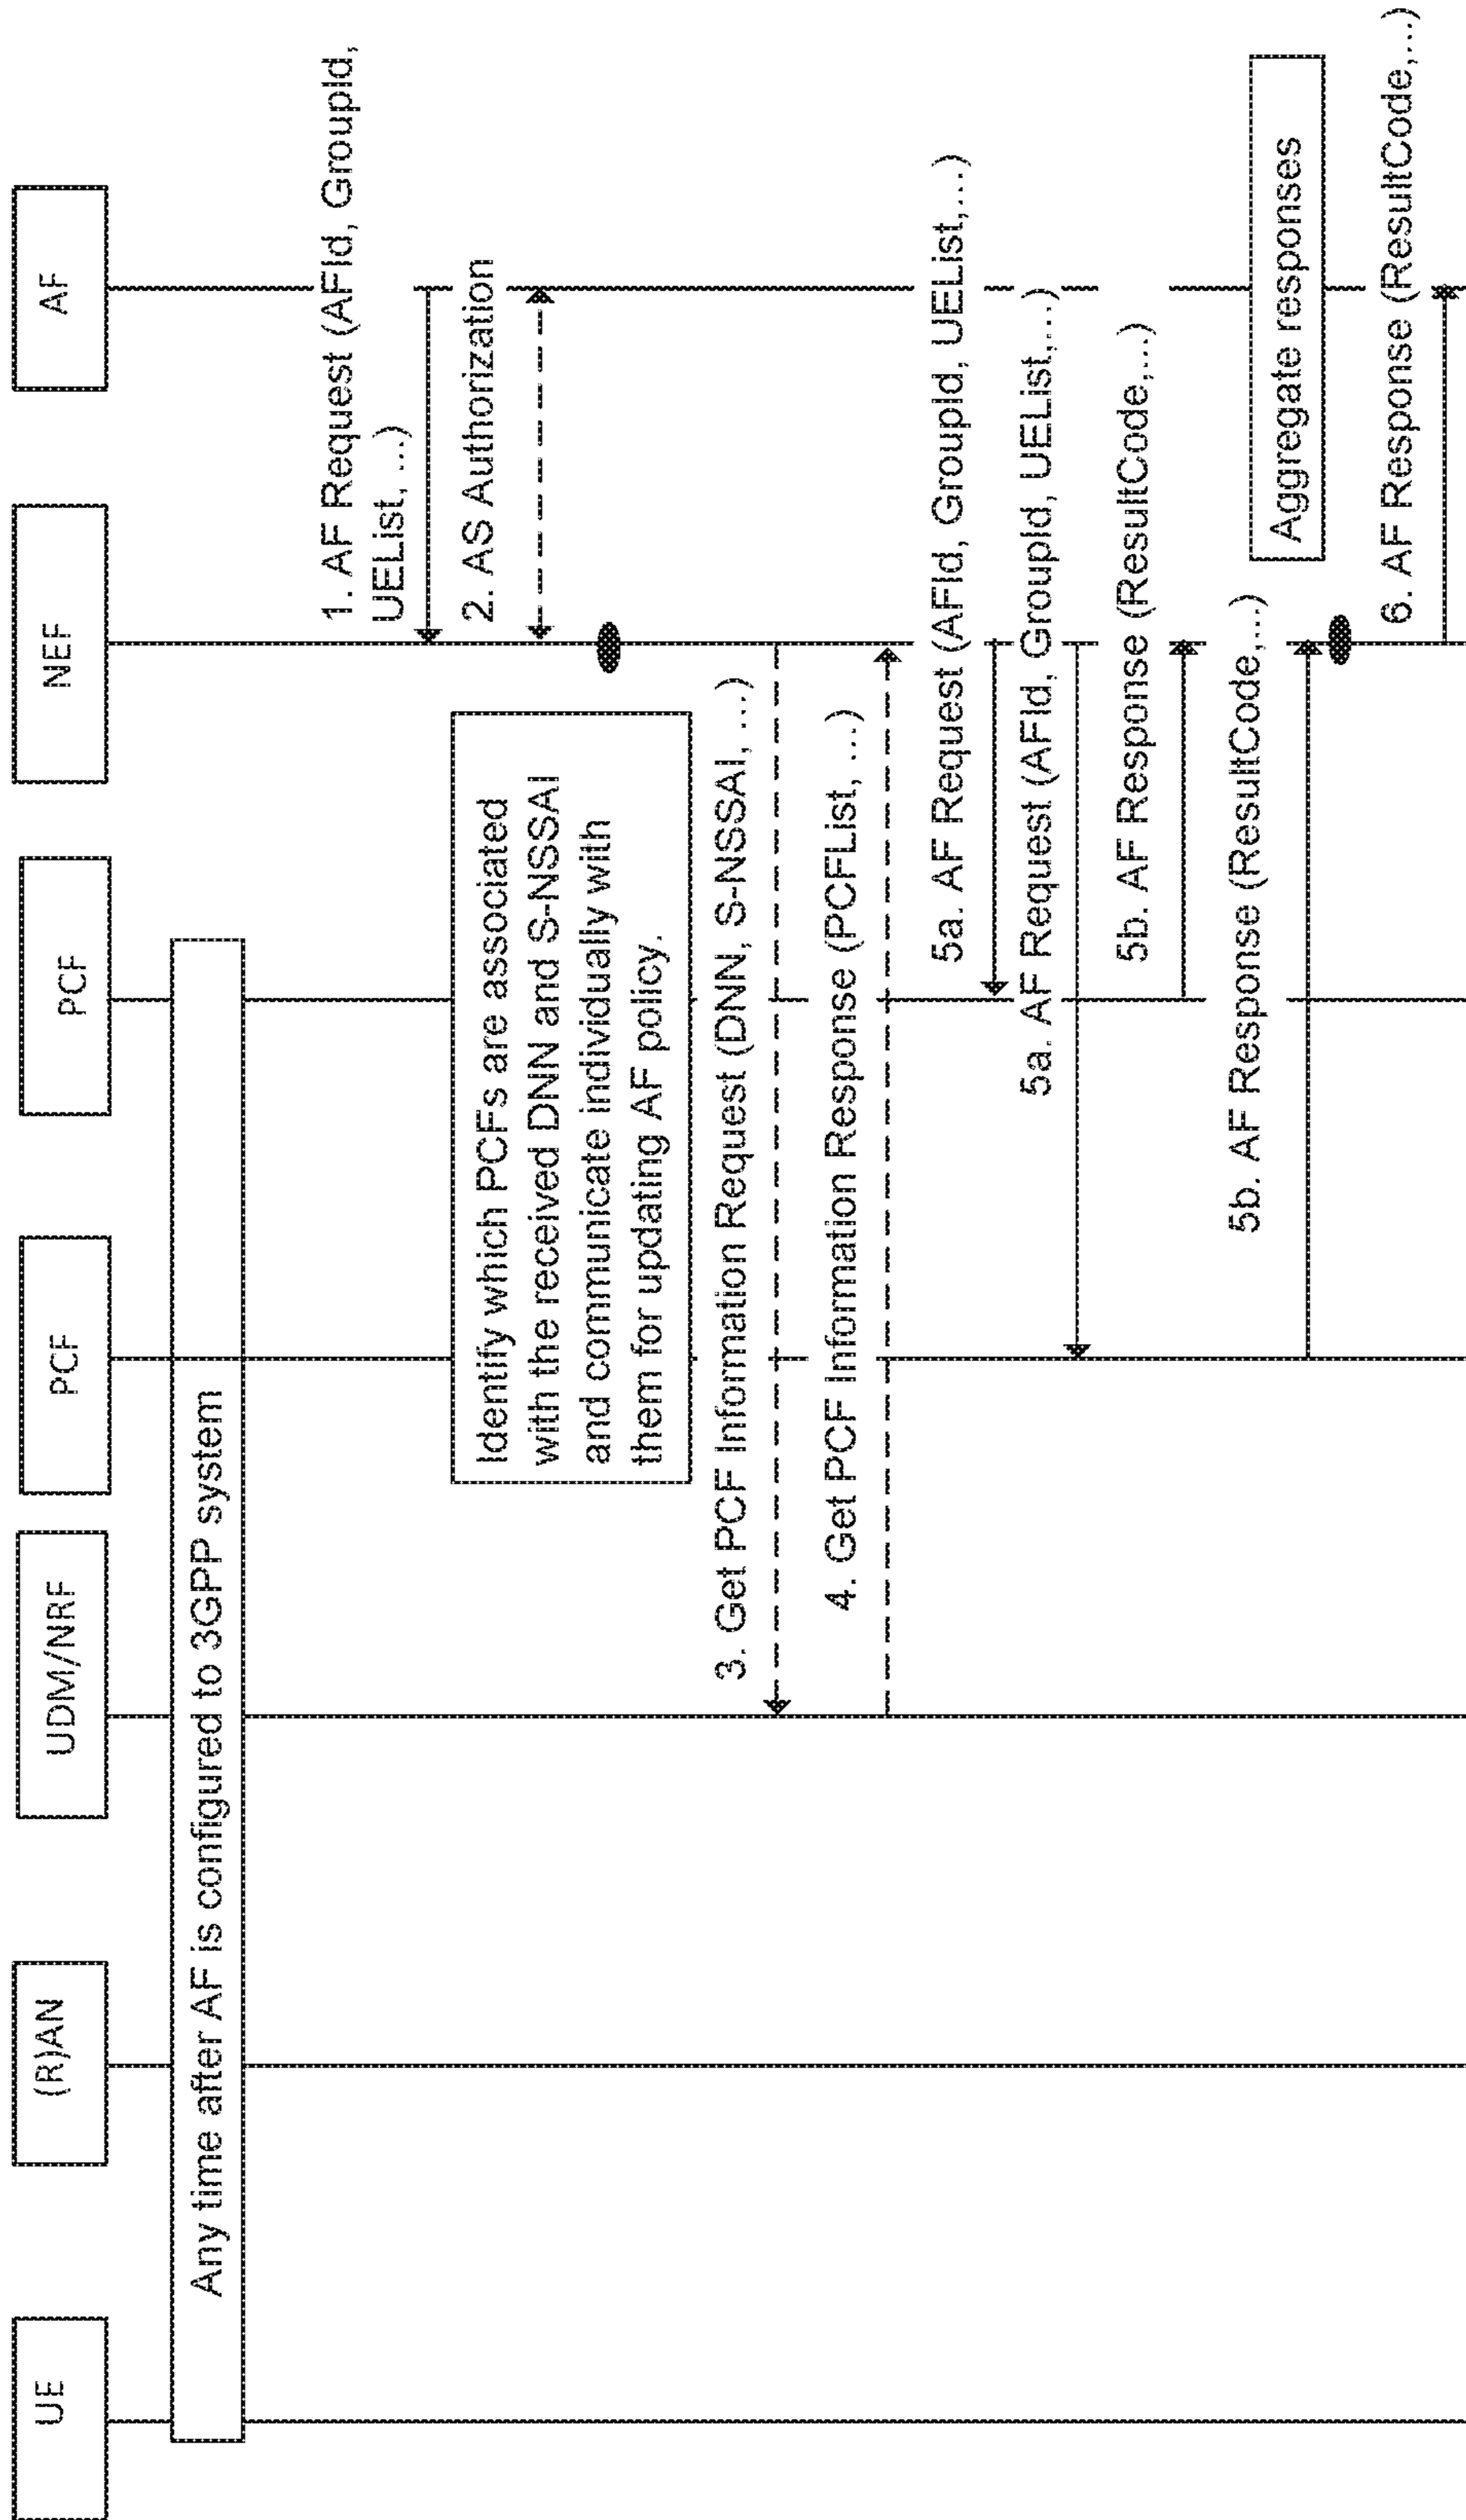 UE
(R)AN
UDM/NRF
PCF
PCF
NEF
AF
Any time after AF is configured to 3GPP system
1. AF Request (AFId, GroupId,
UEList, ...)
2. AS Authorization
Identify which PCFs are associated
with the received DNN and S-NSSAI
and communicate individually with
them for updating AF policy.
3. Get PCF Information Request (DNN, S-NSSAI, ...)
4. Get PCF Information Response (PCFList, ...)
5a. AF Request (AFId, GroupId, UEList,...)
5a. AF Request (AFId, GroupId, UEList,...)
5b. AF Response (ResultCode,...)
5b. AF Response (ResultCode,...)
Aggregate responses
6. AF Response (ResultCode,...)